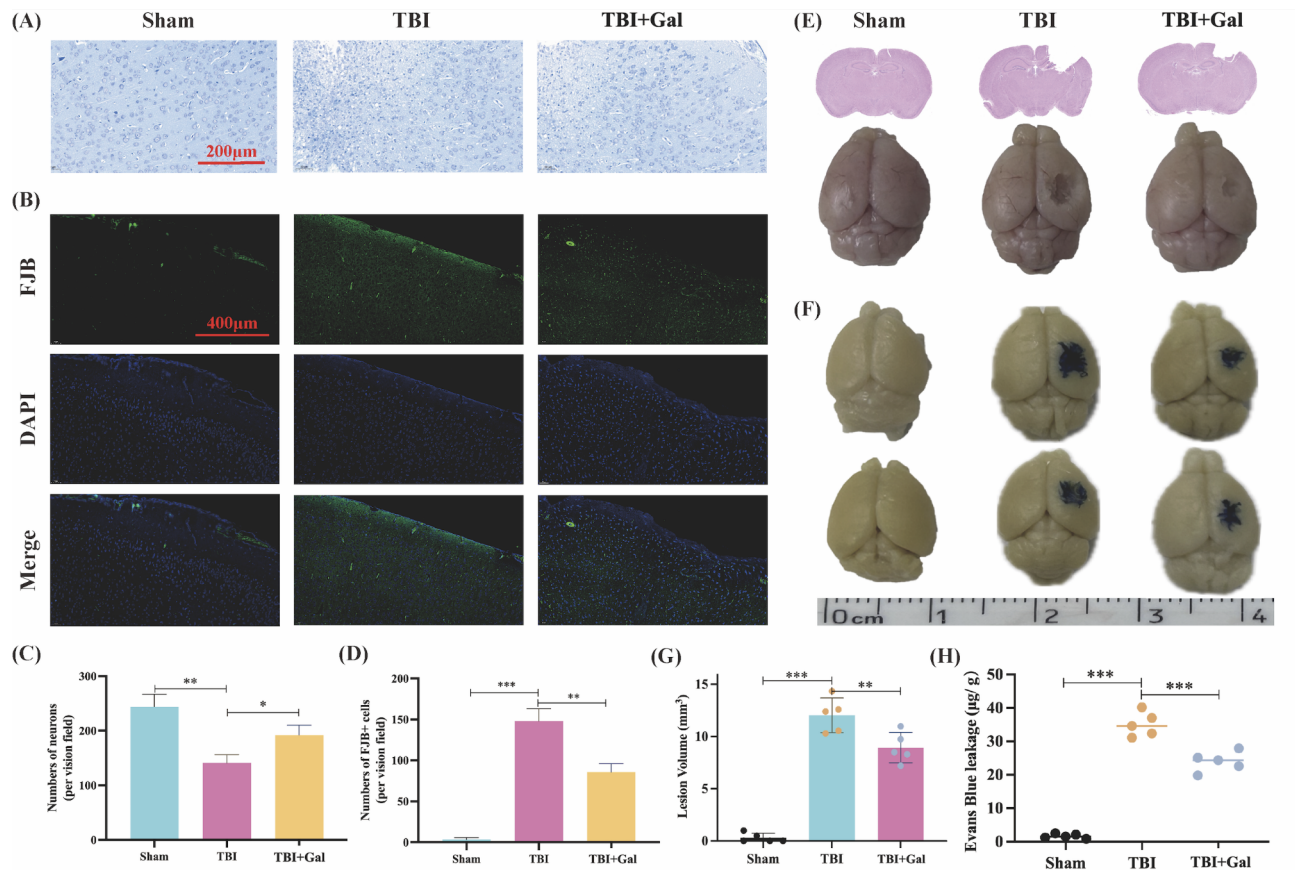 (A) Sham TBI TBI+Gal
200μm
(B)
FJB
400μm
DAPI
Merge
(C)
Numbers of neurons
(per vision field)
300
200
100
0
**
*
Sham TBI TBI+Gal
(D)
Numbers of FJB+ cells
(per vision field)
200
150
100
50
0
***
**
Sham TBI TBI+Gal
(E) Sham TBI TBI+Gal
(F)
0cm 1 2 3 4
(G)
Lesion Volume (mm³)
15
10
5
0
***
**
Sham TBI TBI+Gal
(H)
Evans Blue leakage (μg/ g)
50
40
30
20
10
0
***
***
Sham TBI TBI+Gal